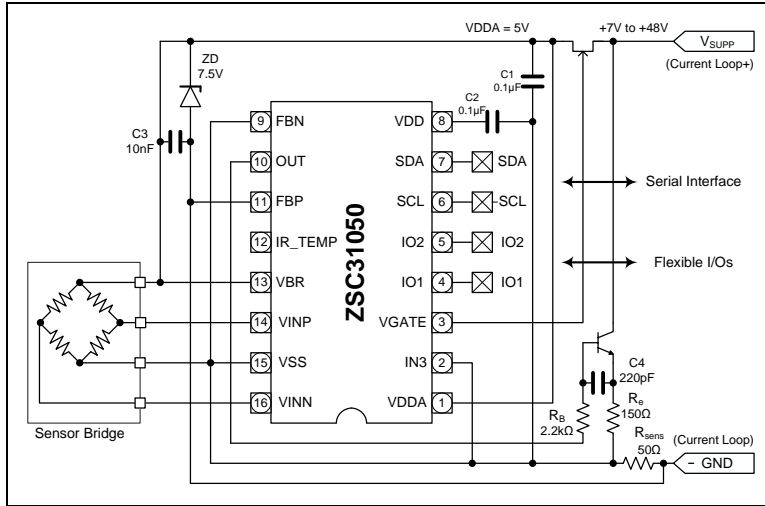 VDDA = 5V
+7V to +48V
VSUPP
(Current Loop+)
ZD
7.5V
C1
0.1µF
C2
0.1µF
C3
10nF
9 FBN
VDD 8
10 OUT
SDA 7 SDA
11 FBP
SCL 6 SCL
Serial Interface
12 IR_TEMP
IO2 5 IO2
13 VBR
IO1 4 IO1
Flexible I/Os
14 VINP
VGATE 3
15 VSS
IN3 2
16 VINN
VDDA 1
ZSC31050
Sensor Bridge
C4
220pF
RB
2.2kΩ
Re
150Ω
Rsens
50Ω
(Current Loop)
− GND